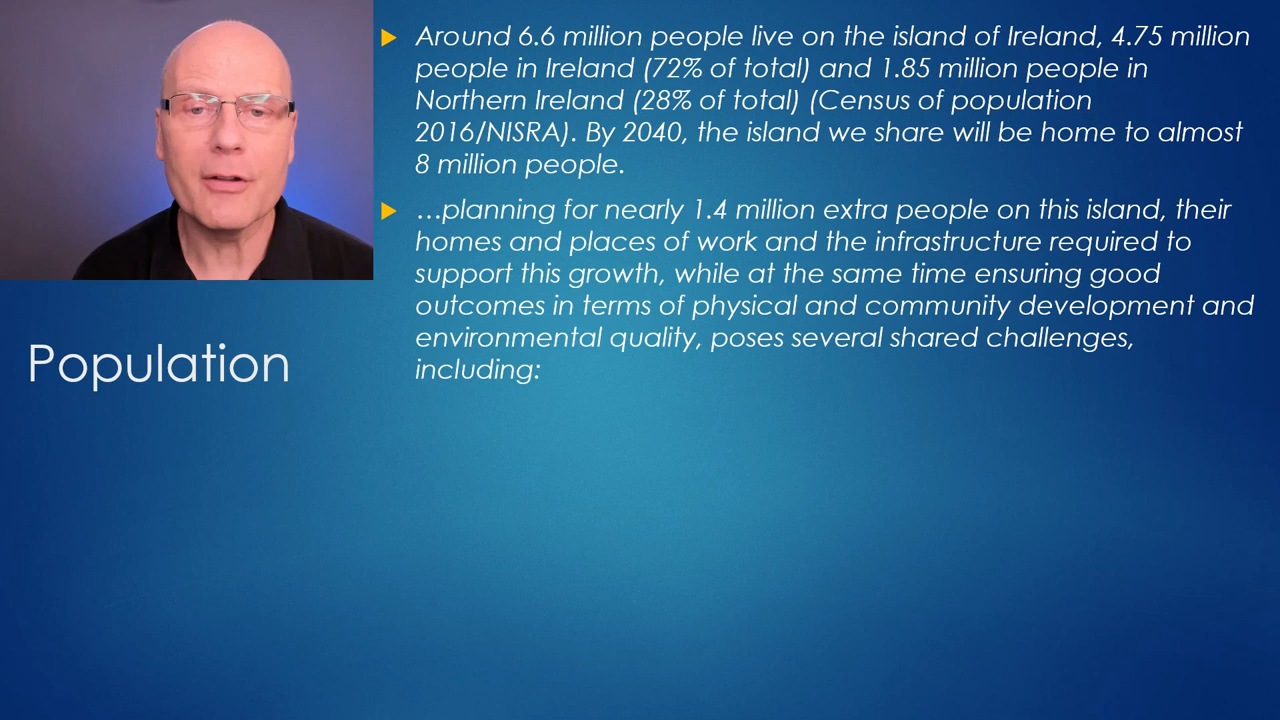 Around 6.6 million people live on the island of Ireland, 4.75 million
people in Ireland (72% of total) and 1.85 million people in
Northern Ireland (28% of total) (Census of population
2016/NISRA). By 2040, the island we share will be home to almost
8 million people.
…planning for nearly 1.4 million extra people on this island, their
homes and places of work and the infrastructure required to
support this growth, while at the same time ensuring good
outcomes in terms of physical and community development and
environmental quality, poses several shared challenges,
including:
Population